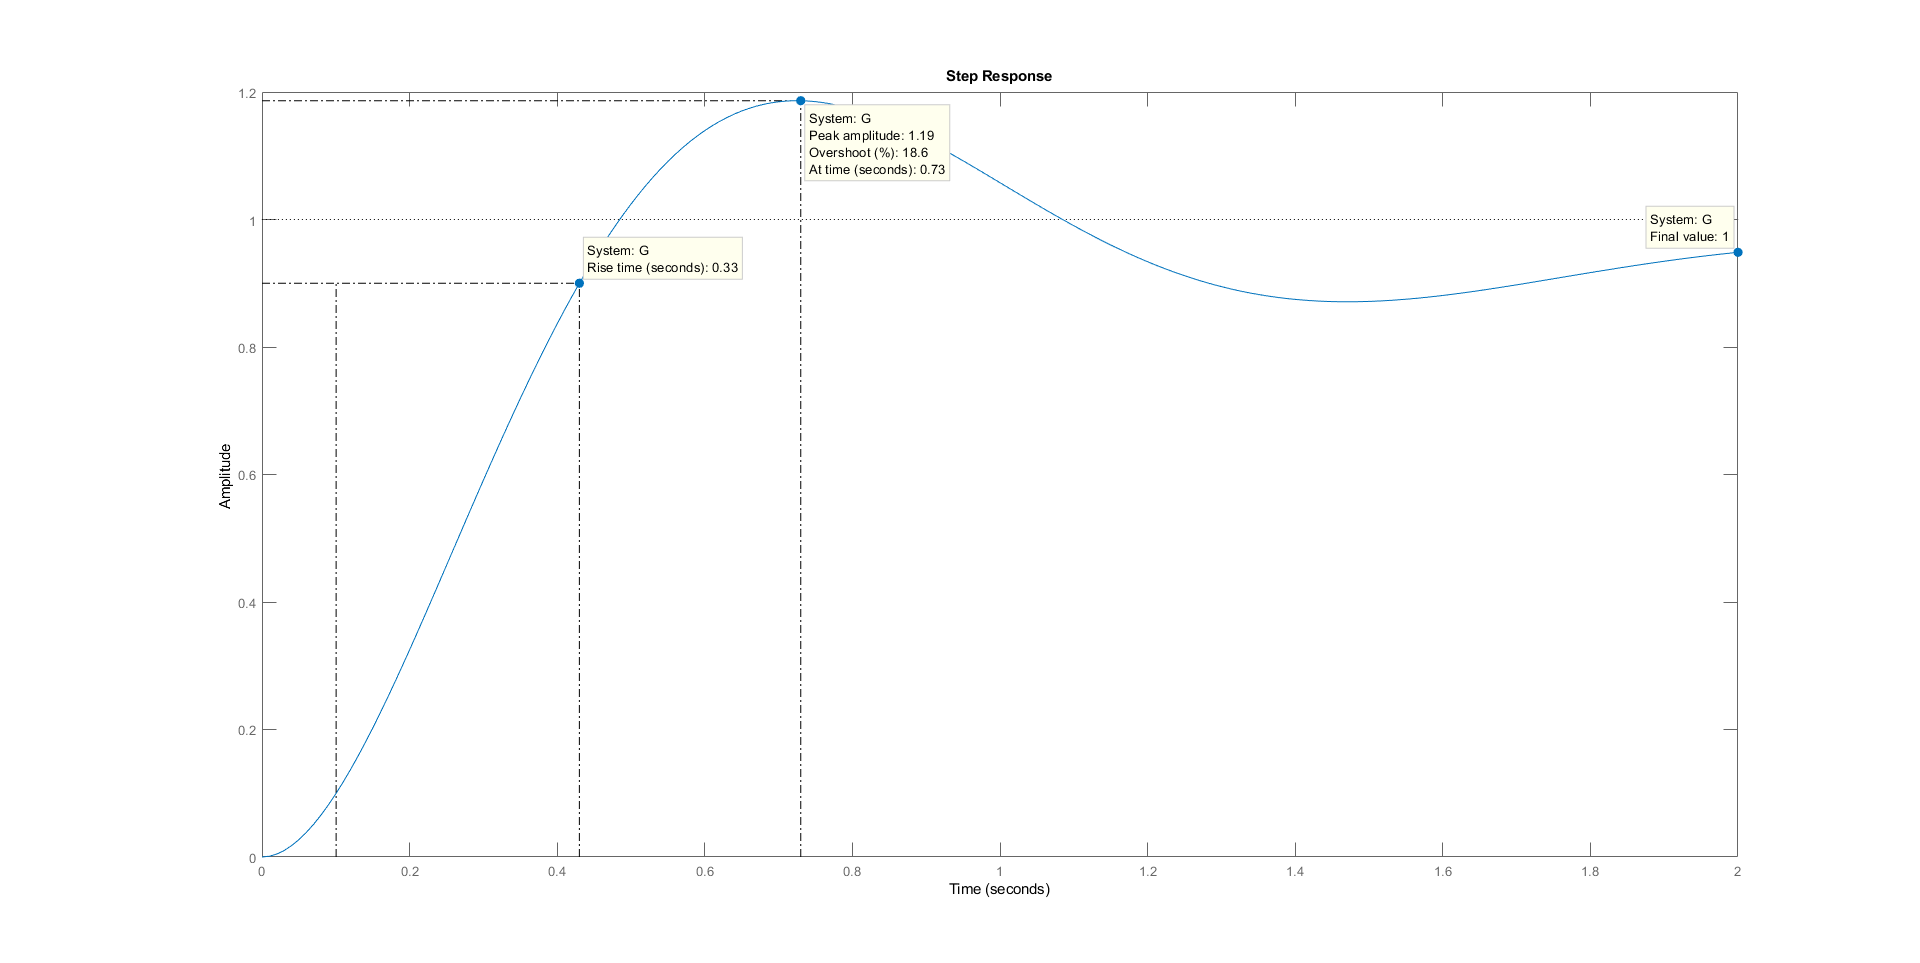 Step Response
1.2
System: G
Peak amplitude: 1.19
Overshoot (%): 18.6
At time (seconds): 0.73
1
System: G
Final value: 1
System: G
Rise time (seconds): 0.33
0.8
0.6
Amplitude
0.4
0.2
0
0 0.2 0.4 0.6 0.8 1 1.2 1.4 1.6 1.8 2
Time (seconds)